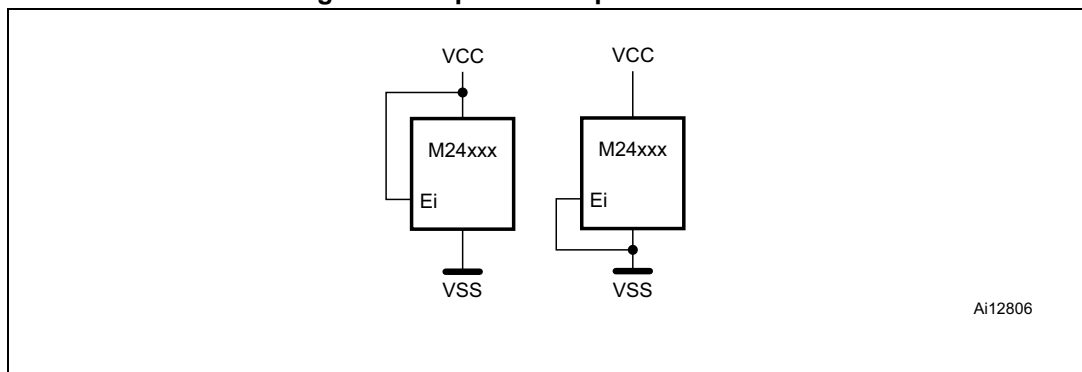 VCC VCC
M24xxx M24xxx
Ei Ei
VSS VSS
Ai12806